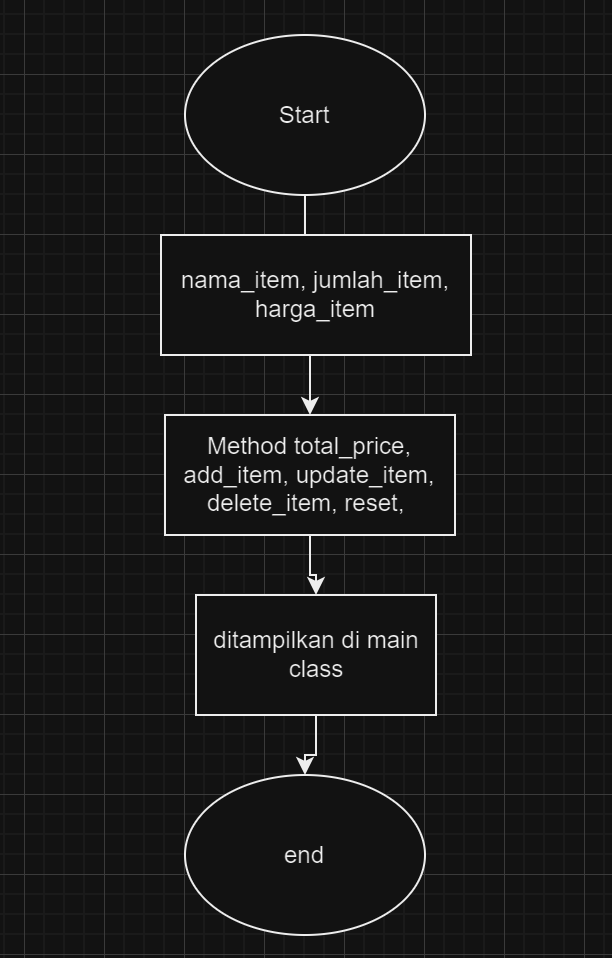 Start
nama_item, jumlah_item,
harga_item
Method total_price,
add_item, update_item,
delete_item, reset,
ditampilkan di main
class
end